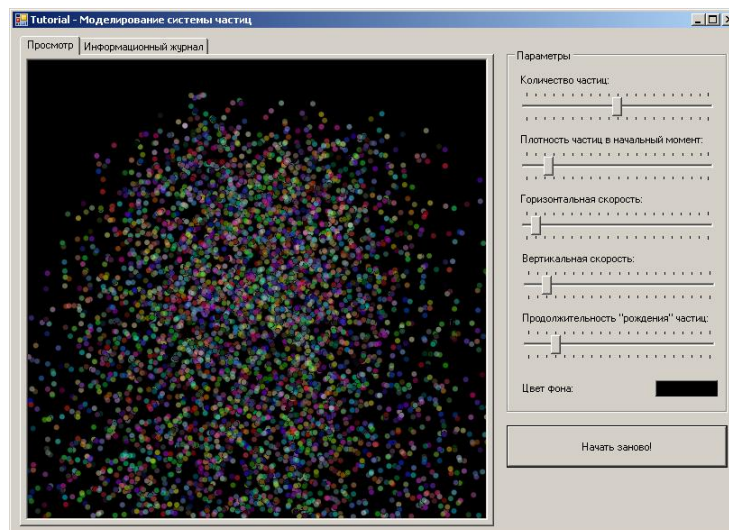 Tutorial - Моделирование системы частиц
Просмотр Информационный журнал
Параметры
Количество частиц:
Плотность частиц в начальный момент:
Горизонтальная скорость:
Вертикальная скорость:
Продолжительность "рождения" частиц:
Цвет фона:
Начать заново!